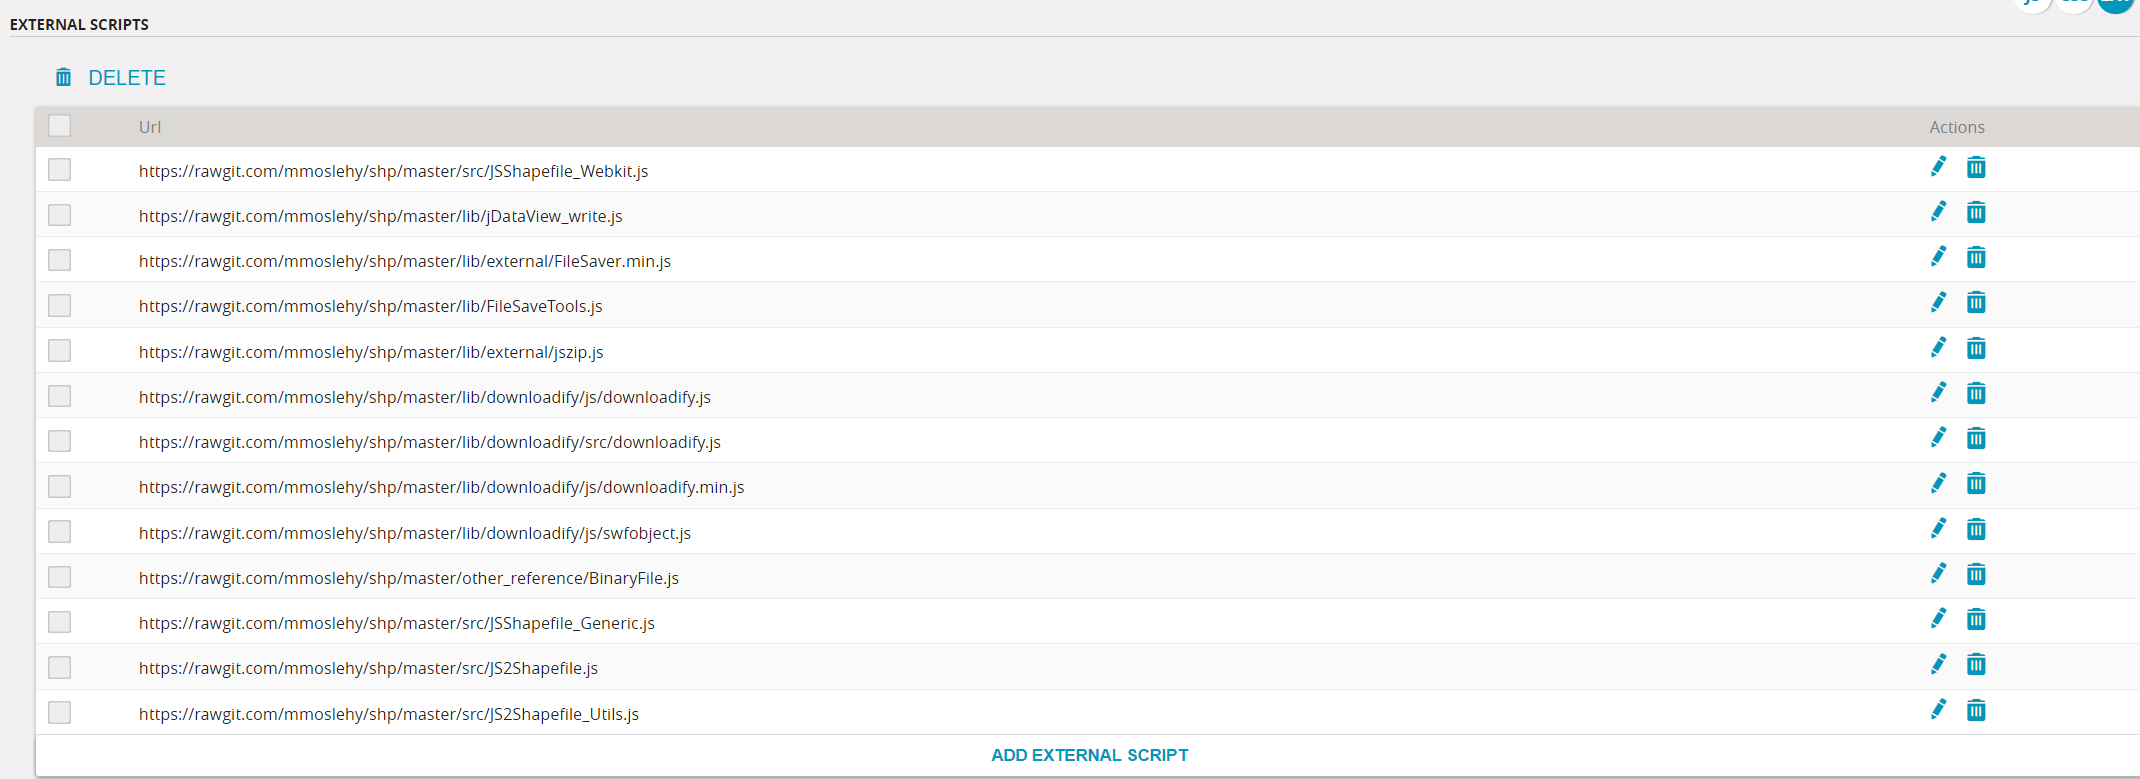 EXTERNAL SCRIPTS
DELETE
Url Actions
https://rawgit.com/mmoslehy/shp/master/src/JSShapefile_Webkit.js
https://rawgit.com/mmoslehy/shp/master/lib/jDataView_write.js
https://rawgit.com/mmoslehy/shp/master/lib/external/FileSaver.min.js
https://rawgit.com/mmoslehy/shp/master/lib/FileSaveTools.js
https://rawgit.com/mmoslehy/shp/master/lib/external/jszip.js
https://rawgit.com/mmoslehy/shp/master/lib/downloadify/js/downloadify.js
https://rawgit.com/mmoslehy/shp/master/lib/downloadify/src/downloadify.js
https://rawgit.com/mmoslehy/shp/master/lib/downloadify/js/downloadify.min.js
https://rawgit.com/mmoslehy/shp/master/lib/downloadify/js/swfobject.js
https://rawgit.com/mmoslehy/shp/master/other_reference/BinaryFile.js
https://rawgit.com/mmoslehy/shp/master/src/JSShapefile_Generic.js
https://rawgit.com/mmoslehy/shp/master/src/JS2Shapefile.js
https://rawgit.com/mmoslehy/shp/master/src/JS2Shapefile_Utils.js
ADD EXTERNAL SCRIPT